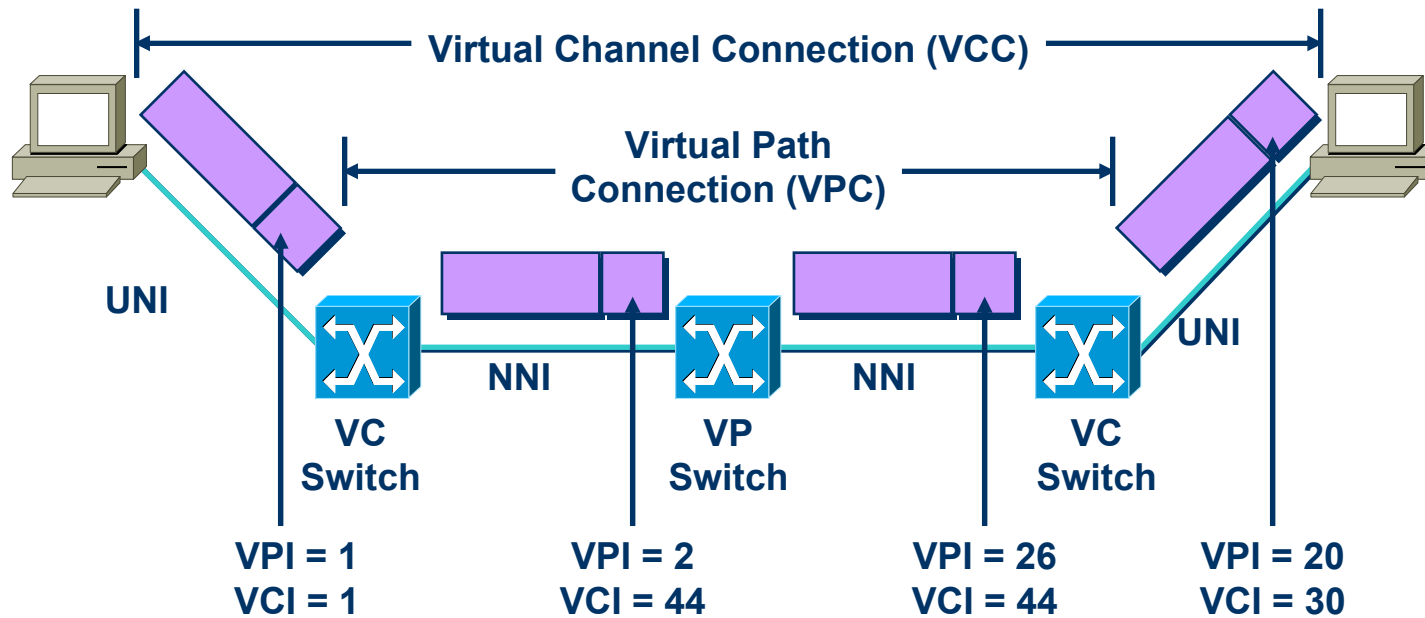 Virtual Channel Connection (VCC)
Virtual Path
Connection (VPC)
UNI
UNI
NNI
NNI
VC
Switch
VP
Switch
VC
Switch
VPI = 1
VCI = 1
VPI = 2
VCI = 44
VPI = 26
VCI = 44
VPI = 20
VCI = 30